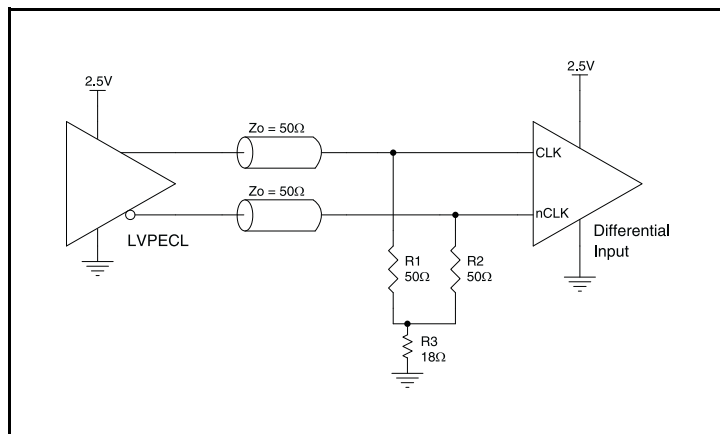 2.5V
2.5V
Zo = 50Ω
CLK
Zo = 50Ω
nCLK
LVPECL
Differential
Input
R1
50Ω
R2
50Ω
R3
18Ω